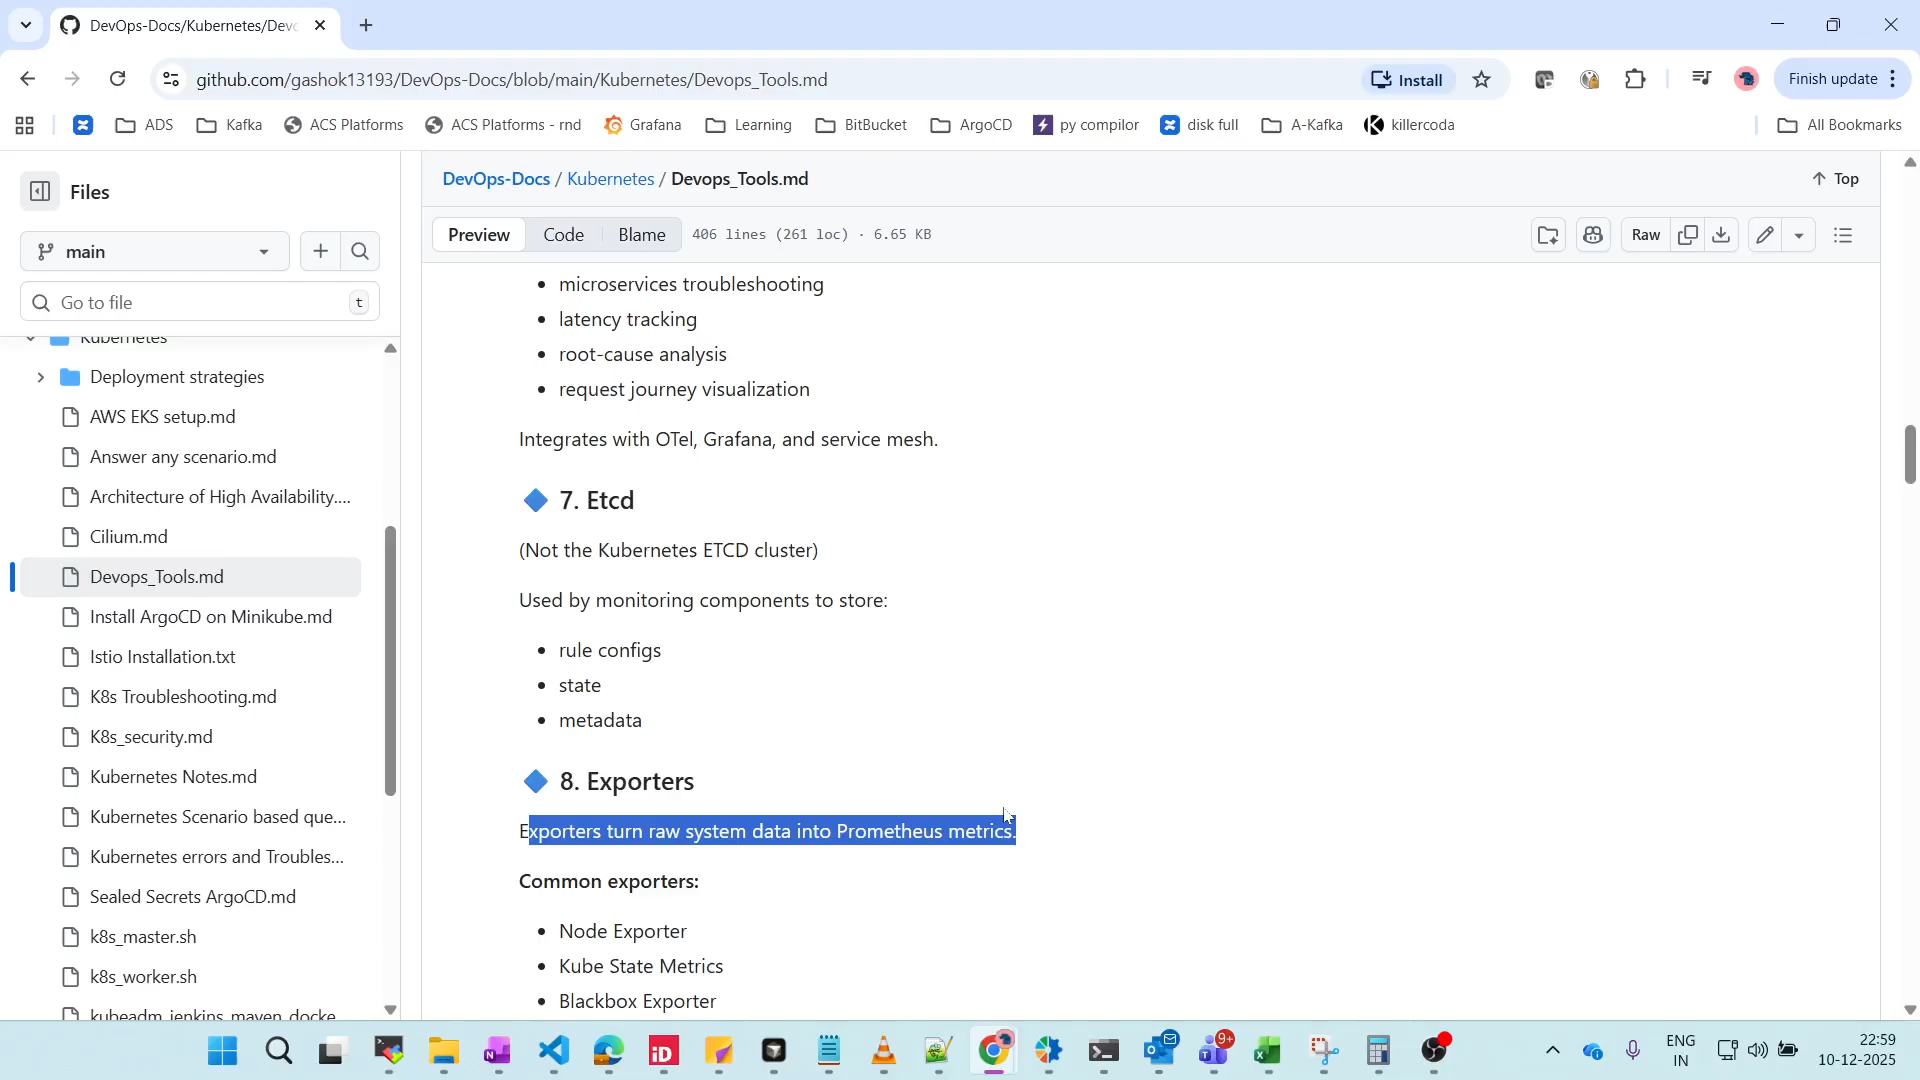 DevOps-Docs/Kubernetes/Devo
github.com/gashok13193/DevOps-Docs/blob/main/Kubernetes/Devops_Tools.md
Install
Finish update
ADS
Kafka
ACS Platforms
ACS Platforms - rnd
Grafana
Learning
BitBucket
ArgoCD
py compilor
disk full
A-Kafka
killercoda
All Bookmarks
Files
main
Go to file
t
Kubernetes
Deployment strategies
AWS EKS setup.md
Answer any scenario.md
Architecture of High Availability....
Cilium.md
Devops_Tools.md
Install ArgoCD on Minikube.md
Istio Installation.txt
K8s Troubleshooting.md
K8s_security.md
Kubernetes Notes.md
Kubernetes Scenario based que...
Kubernetes errors and Troubles...
Sealed Secrets ArgoCD.md
k8s_master.sh
k8s_worker.sh
kubeadm_jenkins_maven_docke...
DevOps-Docs / Kubernetes / Devops_Tools.md
Top
Preview
Code
Blame
406 lines (261 loc) · 6.65 KB
Raw
• microservices troubleshooting
• latency tracking
• root-cause analysis
• request journey visualization
Integrates with OTel, Grafana, and service mesh.
7. Etcd
(Not the Kubernetes ETCD cluster)
Used by monitoring components to store:
• rule configs
• state
• metadata
8. Exporters
Exporters turn raw system data into Prometheus metrics.
Common exporters:
• Node Exporter
• Kube State Metrics
• Blackbox Exporter
iD
9+
ENG
IN
22:59
10-12-2025